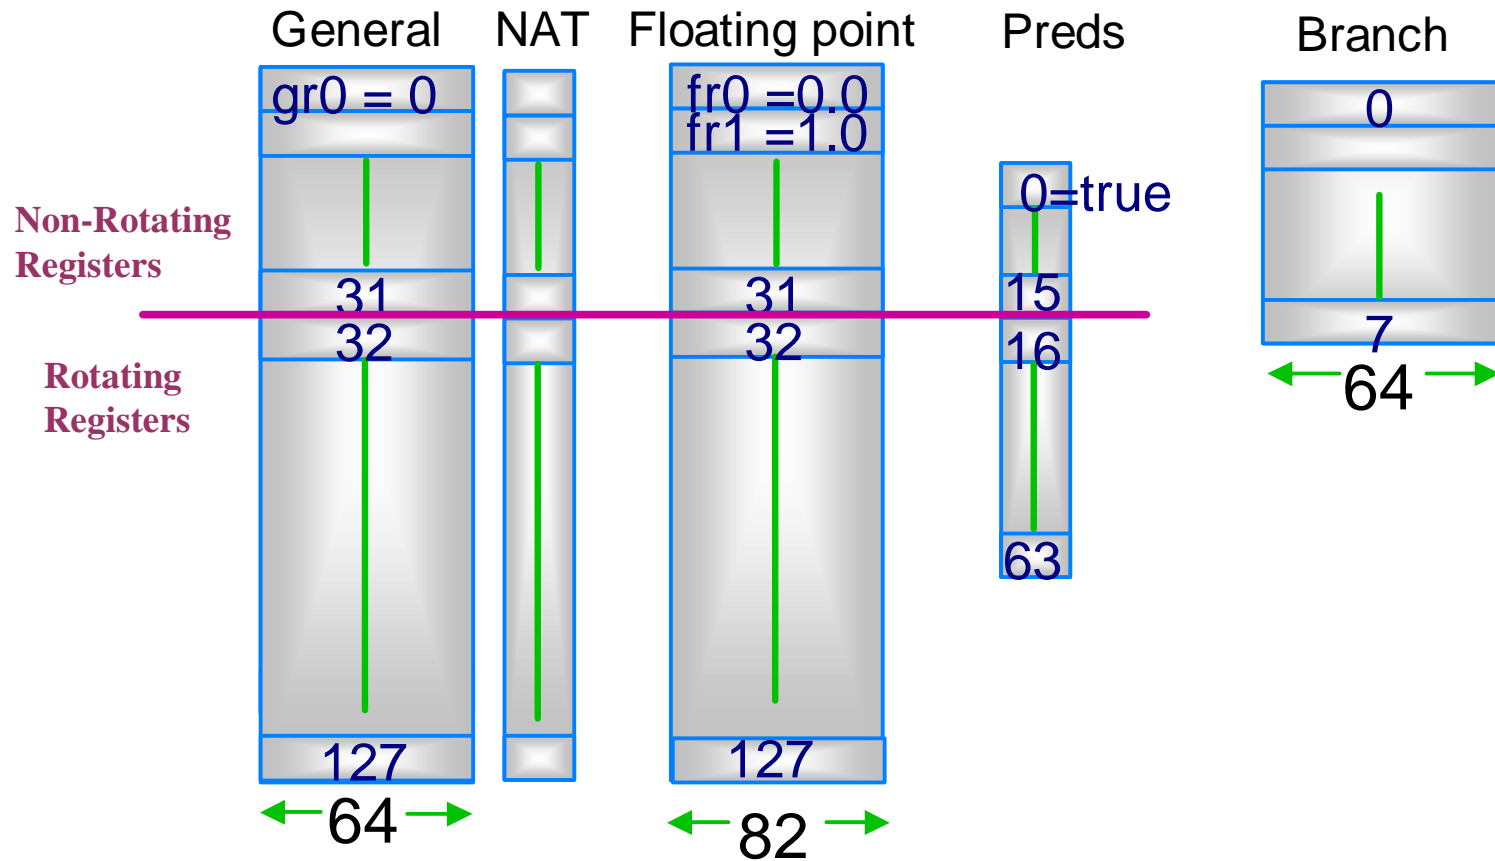 General
NAT
Floating point
Preds
Branch
gr0 = 0
fr0 =0.0
fr1 =1.0
0
0=true
Non-Rotating
Registers
31
31
15
7
32
32
16
Rotating
Registers
64
63
127
127
64
82